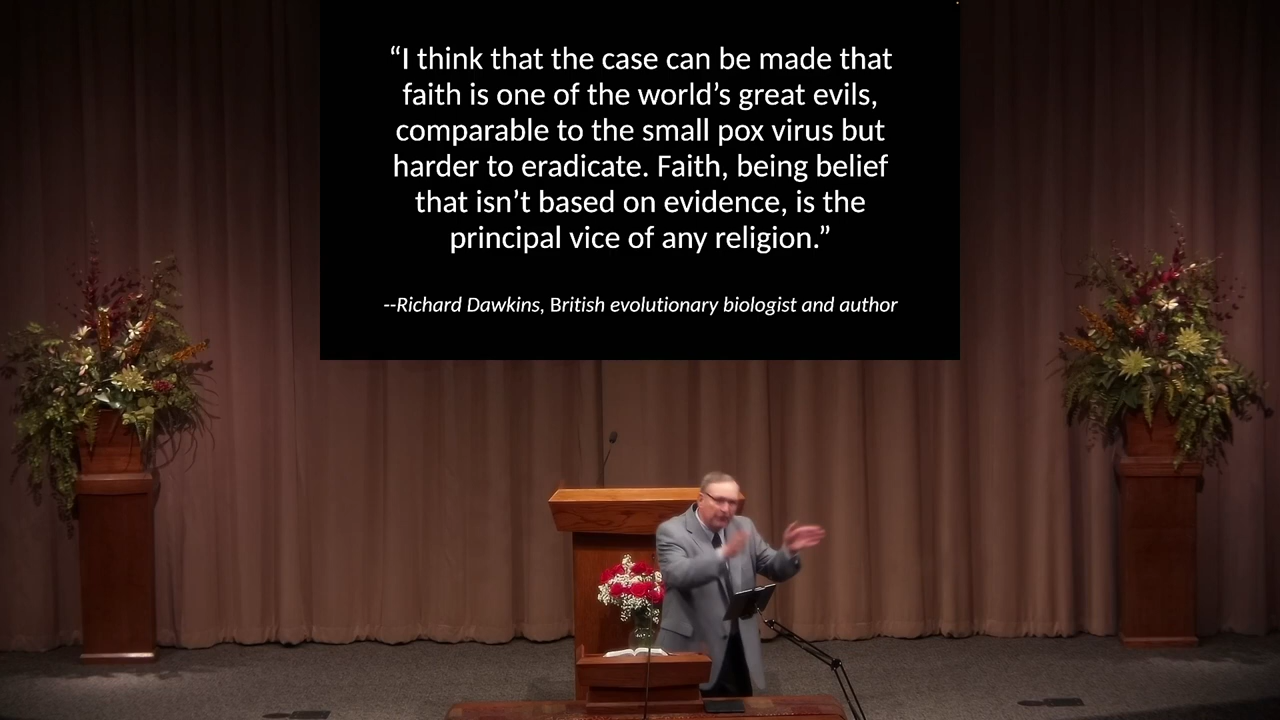 “I think that the case can be made that
faith is one of the world’s great evils,
comparable to the small pox virus but
harder to eradicate. Faith, being belief
that isn’t based on evidence, is the
principal vice of any religion.”
--Richard Dawkins, British evolutionary biologist and author